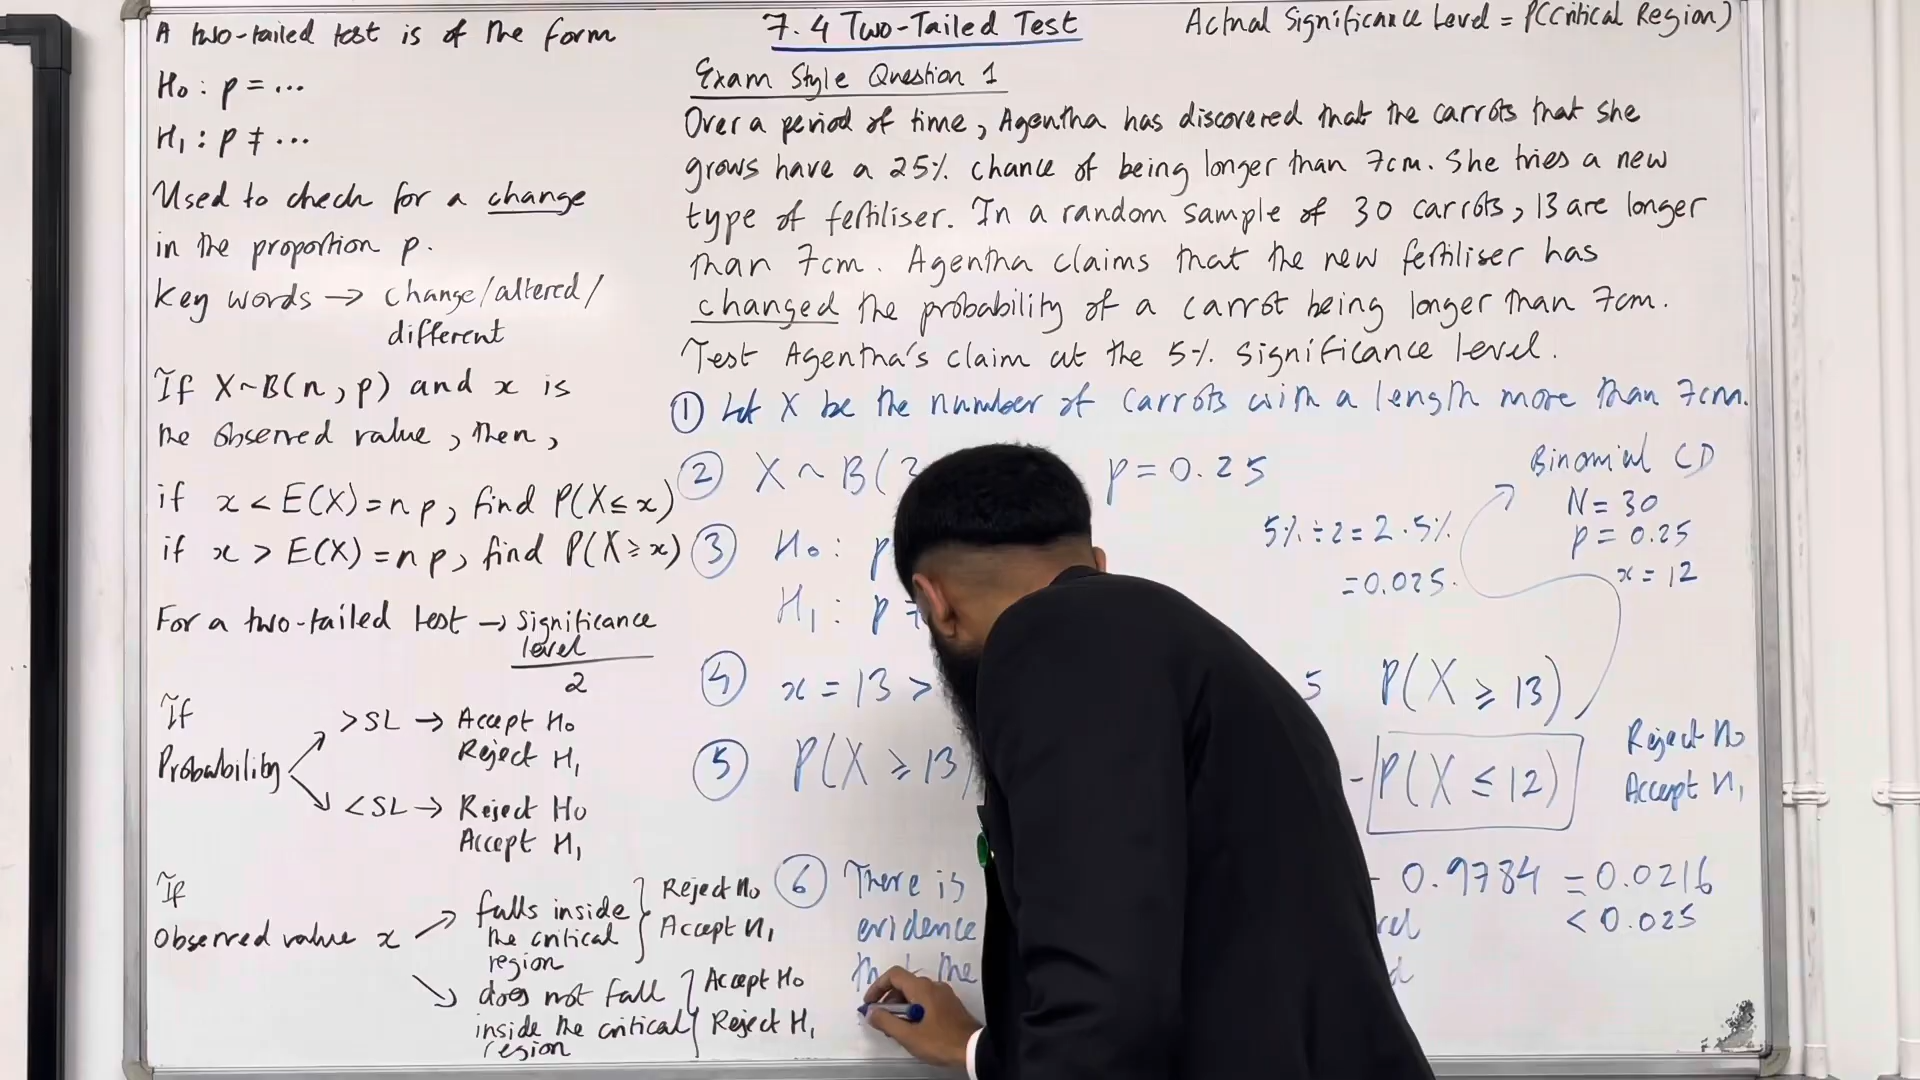 7.4 Two-Tailed Test
Actual Significance Level = P(Critical Region)
A two-tailed test is of the form
H₀ : p = ...
H₁ : p ≠ ...
Used to check for a change
in the proportion p.
Key words → change/altered/
different
If X~B(n, p) and x is
the observed value, then,
if x < E(X) = np, find P(X ≤ x)
if x > E(X) = np, find P(X ≥ x)
For a two-tailed test → significance
level
2
If
Probability
> SL → Accept H₀
Reject H₁
< SL → Reject H₀
Accept H₁
If
Observed value x
falls inside
the critical
region
Reject H₀
Accept H₁
does not fall
inside the critical
region
Accept H₀
Reject H₁
Exam Style Question 1
Over a period of time, Agentha has discovered that the carrots that she
grows have a 25% chance of being longer than 7cm. She tries a new
type of fertiliser. In a random sample of 30 carrots, 13 are longer
than 7cm. Agentha claims that the new fertiliser has
changed the probability of a carrot being longer than 7cm.
Test Agentha's claim at the 5% significance level.
① Let X be the number of carrots with a length more than 7cm.
② X ~ B( p = 0.25
③ H₀ : p
H₁ : p ≠
5% ÷ 2 = 2.5%
= 0.025.
Binomial CD
N = 30
p = 0.25
x = 12
④ x = 13 > 5 P(X ≥ 13)
⑤ P(X ≥ 13) - P(X ≤ 12)
Reject H₀
Accept H₁
0.9784 = 0.0216
< 0.025
⑥ There is
evidence
the